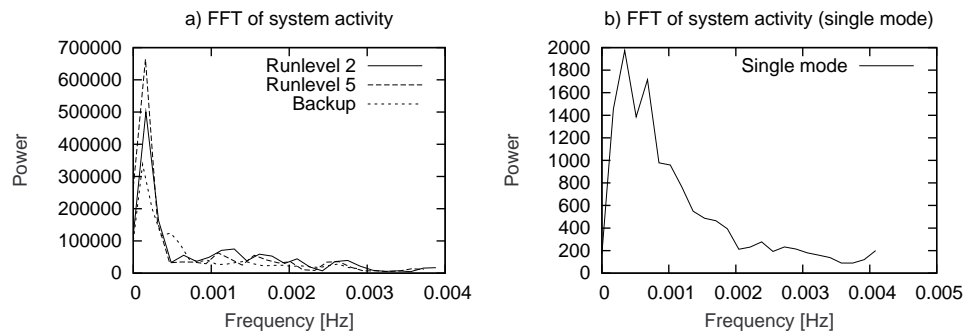 a) FFT of system activity
700000
600000
500000
400000
300000
200000
100000
0
Power
Runlevel 2
Runlevel 5
Backup
0 0.001 0.002 0.003 0.004
Frequency [Hz]
b) FFT of system activity (single mode)
2000
1800
1600
1400
1200
1000
800
600
400
200
0
Power
Single mode
0 0.001 0.002 0.003 0.004 0.005
Frequency [Hz]